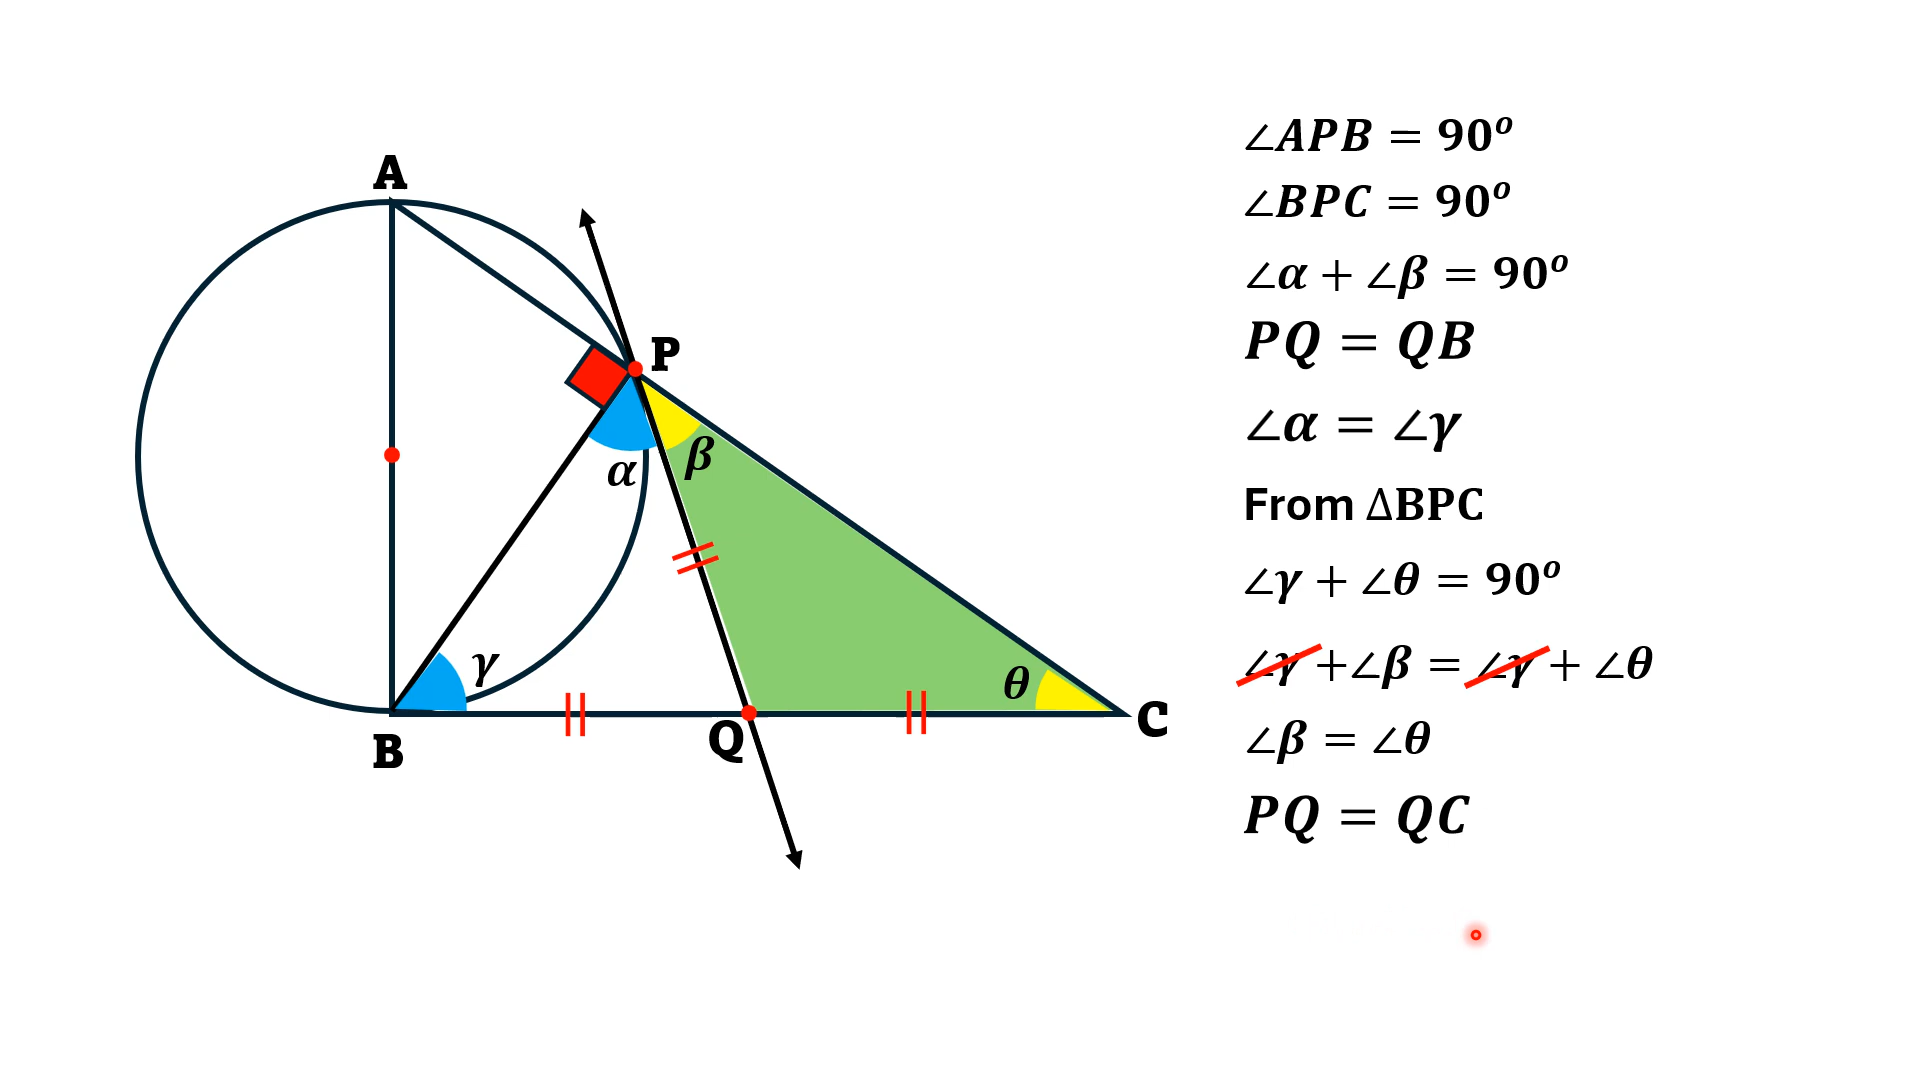 A
P
α
β
γ
θ
B
Q
C
∠APB = 90°
∠BPC = 90°
∠α + ∠β = 90°
PQ = QB
∠α = ∠γ
From ΔBPC
∠γ + ∠θ = 90°
∠γ +∠β = ∠γ + ∠θ
∠β = ∠θ
PQ = QC